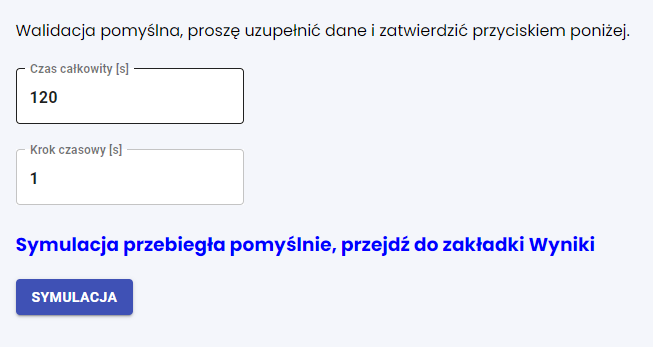 Walidacja pomyślna, proszę uzupełnić dane i zatwierdzić przyciskiem poniżej.
Czas całkowity [s]
120
Krok czasowy [s]
1
Symulacja przebiegła pomyślnie, przejdź do zakładki Wyniki
SYMULACJA